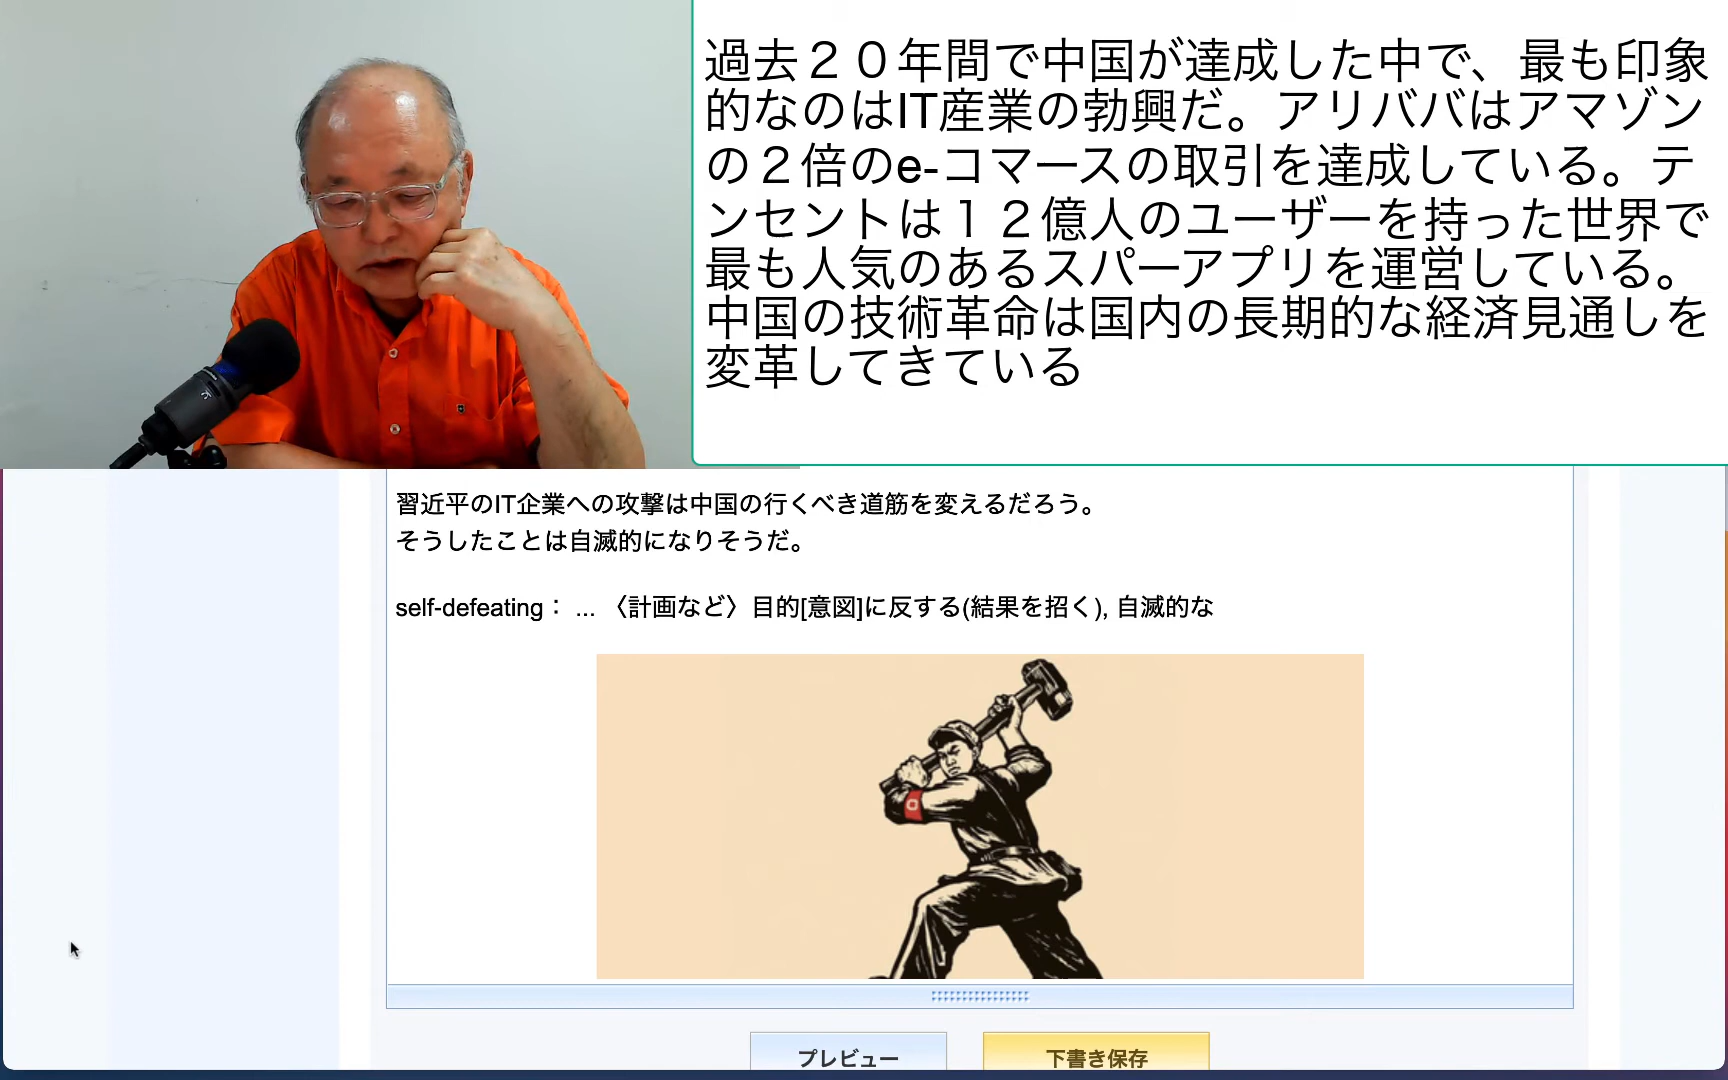 過去２０年間で中国が達成した中で、最も印象
的なのはIT産業の勃興だ。アリババはアマゾン
の２倍のe-コマースの取引を達成している。テ
ンセントは１２億人のユーザーを持った世界で
最も人気のあるスパーアプリを運営している。
中国の技術革命は国内の長期的な経済見通しを
変革してきている
習近平のIT企業への攻撃は中国の行くべき道筋を変えるだろう。
そうしたことは自滅的になりそうだ。
self-defeating： ... 〈計画など〉目的[意図]に反する(結果を招く), 自滅的な
プレビュー
下書き保存